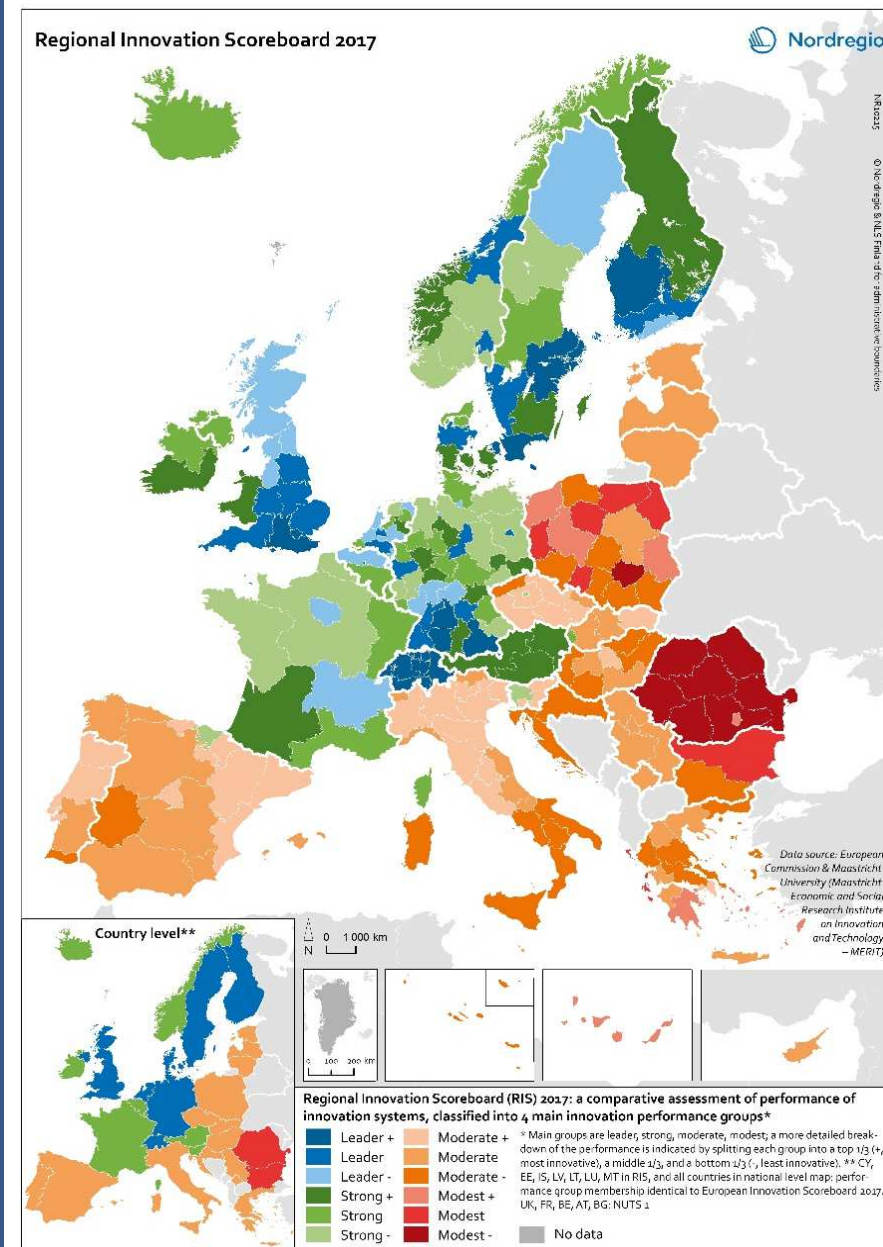 Regional Innovation Scoreboard 2017
Nordregio
NR10215
© Nordregio & NLS Finland for administrative boundaries
Data source: European
Commission & Maastricht
University (Maastricht
Economic and Social
Research Institute
on Innovation
and Technology
– MERIT)
Country level**
N
0 1 000 km
0 100 200 km
Regional Innovation Scoreboard (RIS) 2017: a comparative assessment of performance of
innovation systems, classified into 4 main innovation performance groups*
Leader +
Leader
Leader -
Strong +
Strong
Strong -
Moderate +
Moderate
Moderate -
Modest +
Modest
Modest -
* Main groups are leader, strong, moderate, modest; a more detailed break-
down of the performance is indicated by splitting each group into a top 1/3 (+,
most innovative), a middle 1/3, and a bottom 1/3 (-, least innovative). ** CY,
EE, IS, LV, LT, LU, MT in RIS, and all countries in national level map: perfor-
mance group membership identical to European Innovation Scoreboard 2017.
UK, FR, BE, AT, BG: NUTS 1
No data